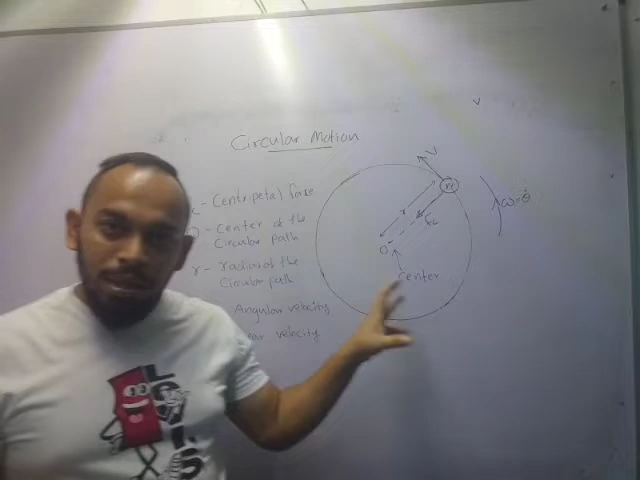 Circular Motion
- Centripetal force
O - Center of the
Circular path
r - radius of the
Circular path
Angular velocity
velocity
V
m
r
Fc
O
center
ω=θ̇